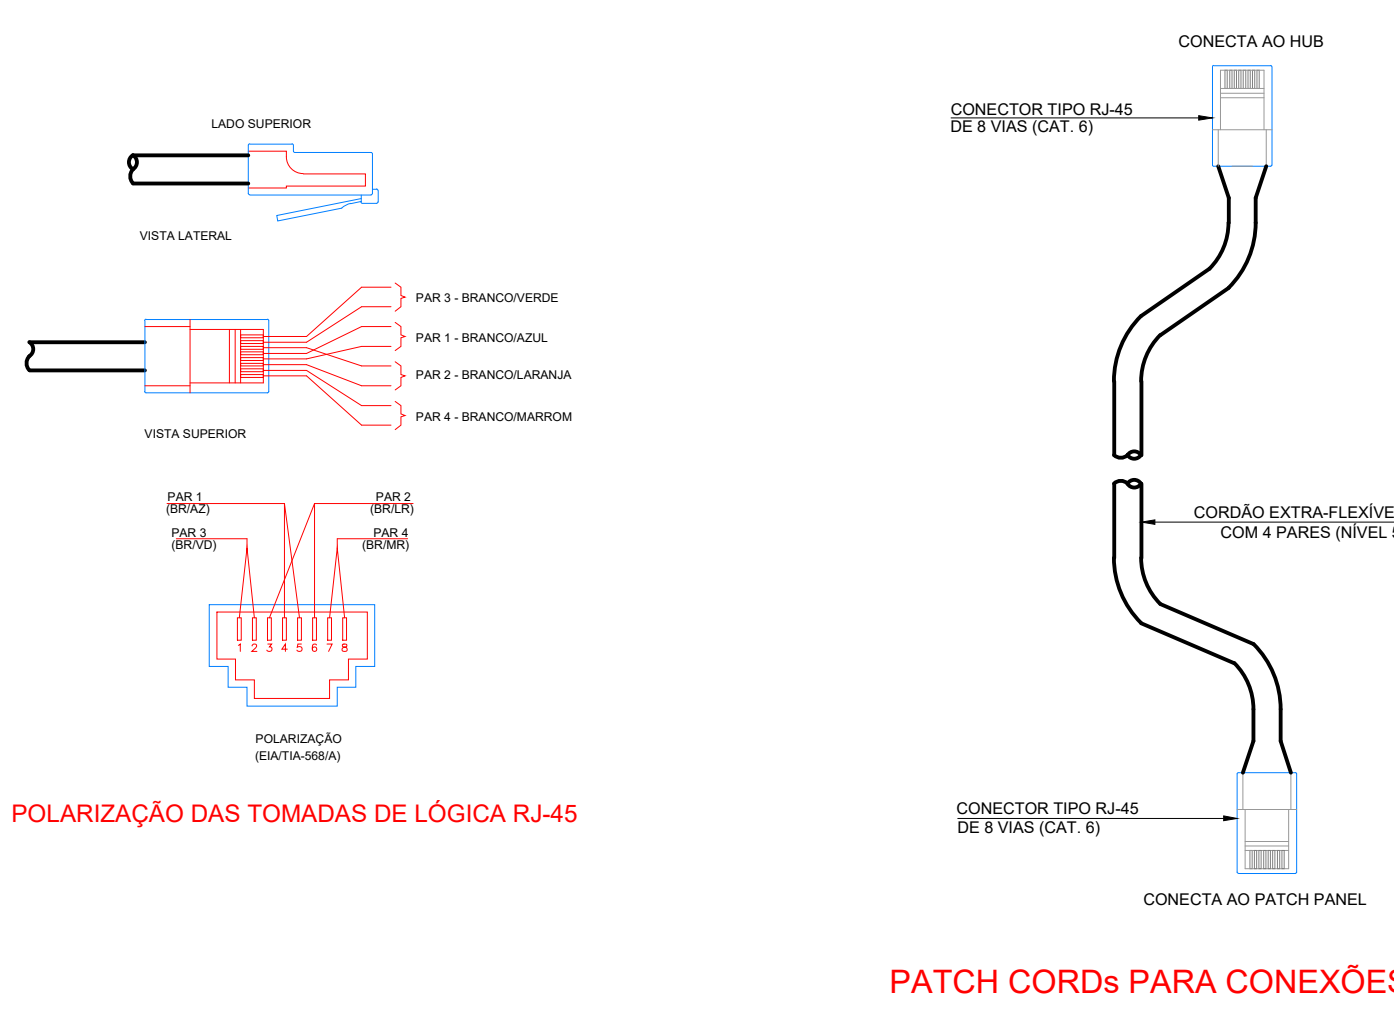 LADO SUPERIOR
VISTA LATERAL
PAR 3 - BRANCO/VERDE
PAR 1 - BRANCO/AZUL
PAR 2 - BRANCO/LARANJA
PAR 4 - BRANCO/MARROM
VISTA SUPERIOR
PAR 1
(BR/AZ)
PAR 2
(BR/LR)
PAR 3
(BR/VD)
PAR 4
(BR/MR)
1 2 3 4 5 6 7 8
POLARIZAÇÃO
(EIA/TIA-568/A)
POLARIZAÇÃO DAS TOMADAS DE LÓGICA RJ-45
CONECTA AO HUB
CONECTOR TIPO RJ-45
DE 8 VIAS (CAT. 6)
CORDÃO EXTRA-FLEXÍVE
COM 4 PARES (NÍVEL 5
CONECTOR TIPO RJ-45
DE 8 VIAS (CAT. 6)
CONECTA AO PATCH PANEL
PATCH CORDs PARA CONEXÕES